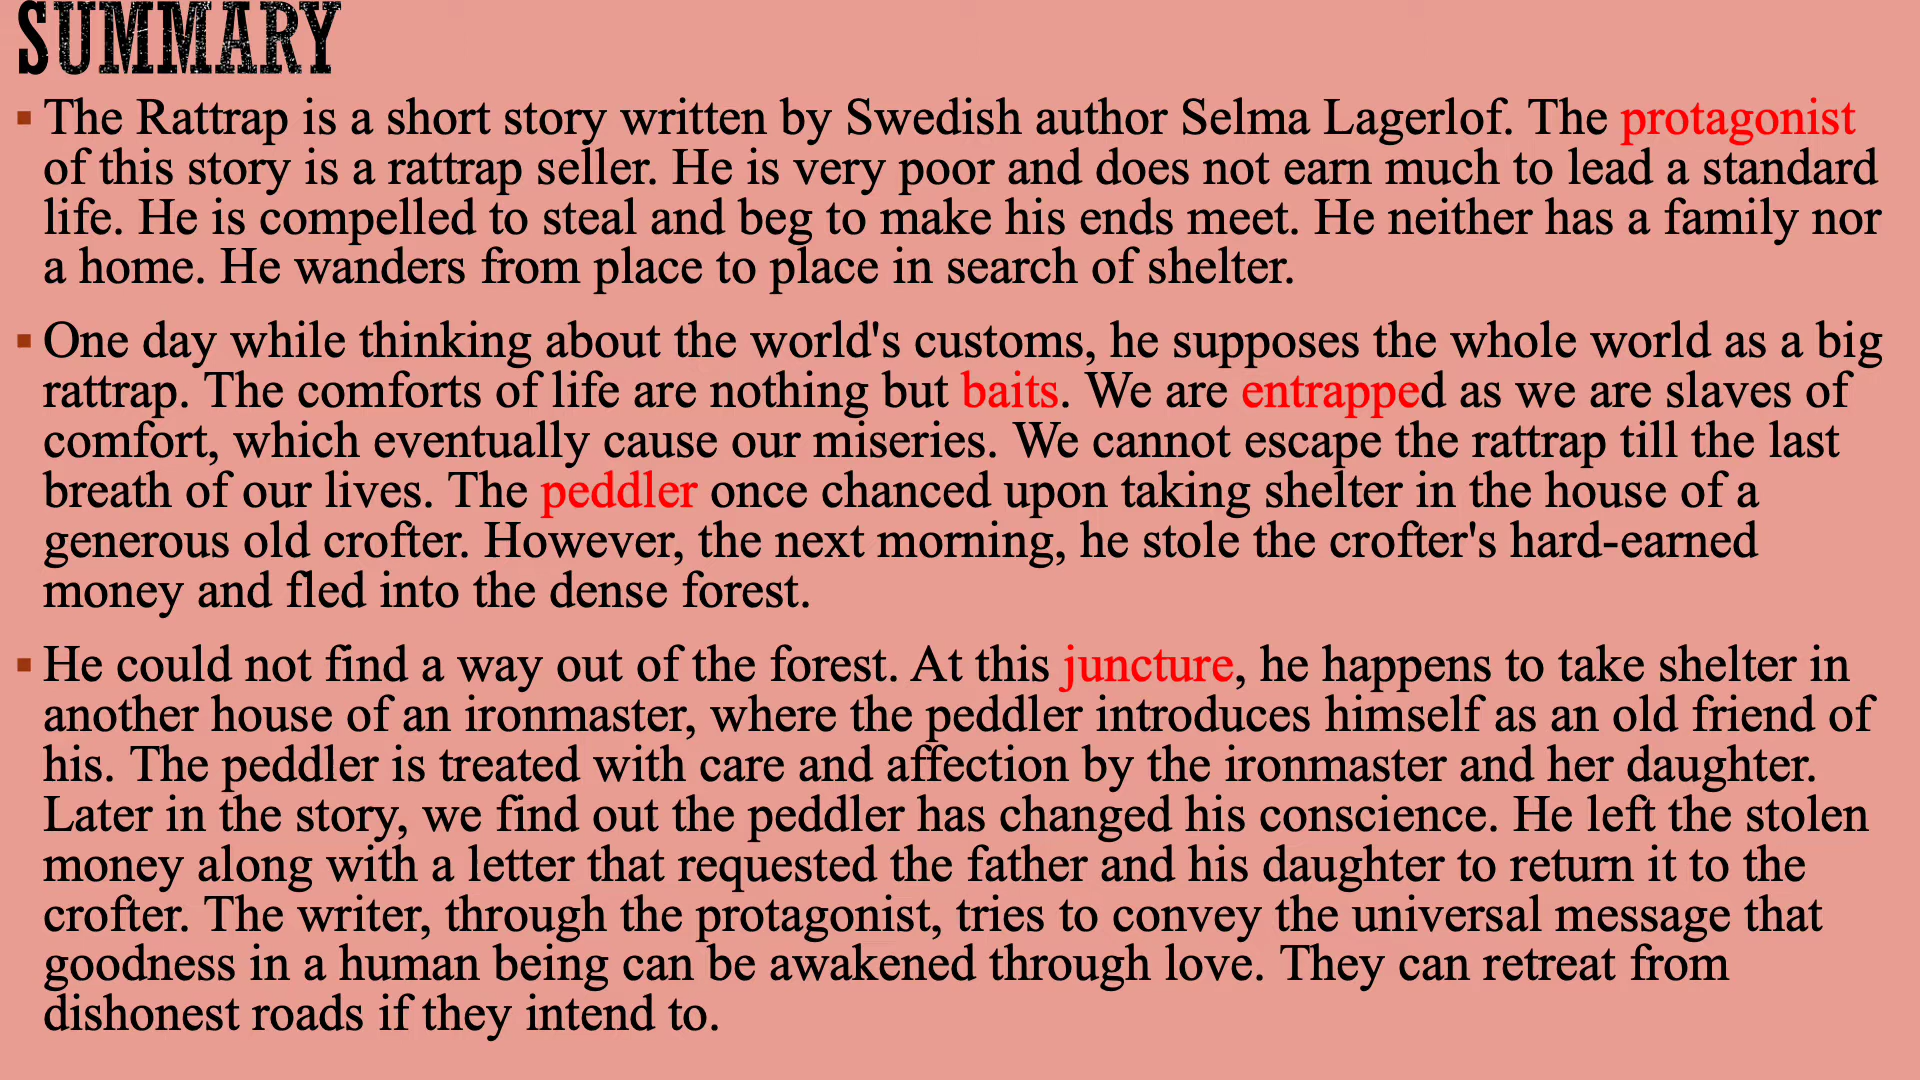 SUMMARY
▪ The Rattrap is a short story written by Swedish author Selma Lagerlof. The protagonist
of this story is a rattrap seller. He is very poor and does not earn much to lead a standard
life. He is compelled to steal and beg to make his ends meet. He neither has a family nor
a home. He wanders from place to place in search of shelter.
▪ One day while thinking about the world's customs, he supposes the whole world as a big
rattrap. The comforts of life are nothing but baits. We are entrapped as we are slaves of
comfort, which eventually cause our miseries. We cannot escape the rattrap till the last
breath of our lives. The peddler once chanced upon taking shelter in the house of a
generous old crofter. However, the next morning, he stole the crofter's hard-earned
money and fled into the dense forest.
▪ He could not find a way out of the forest. At this juncture, he happens to take shelter in
another house of an ironmaster, where the peddler introduces himself as an old friend of
his. The peddler is treated with care and affection by the ironmaster and her daughter.
Later in the story, we find out the peddler has changed his conscience. He left the stolen
money along with a letter that requested the father and his daughter to return it to the
crofter. The writer, through the protagonist, tries to convey the universal message that
goodness in a human being can be awakened through love. They can retreat from
dishonest roads if they intend to.